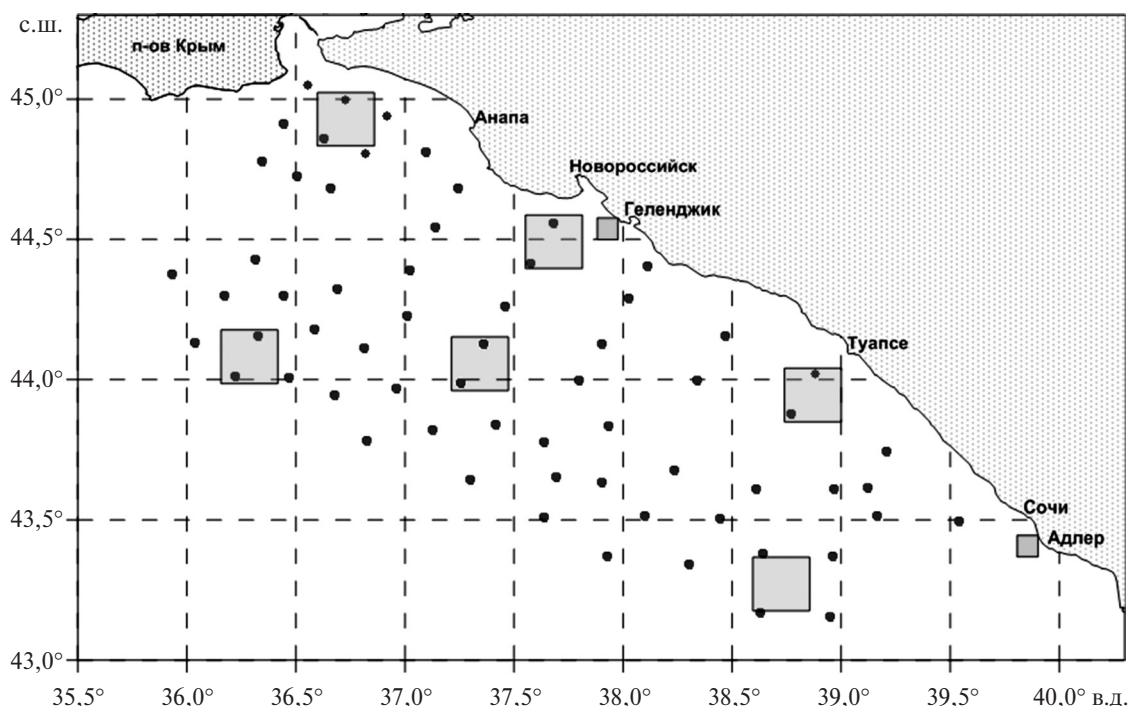 с.ш.
п-ов Крым
45,0°
Анапа
Новороссийск
Геленджик
44,5°
Туапсе
44,0°
43,5°
Сочи
Адлер
43,0°
35,5° 36,0° 36,5° 37,0° 37,5° 38,0° 38,5° 39,0° 39,5° 40,0° в.д.